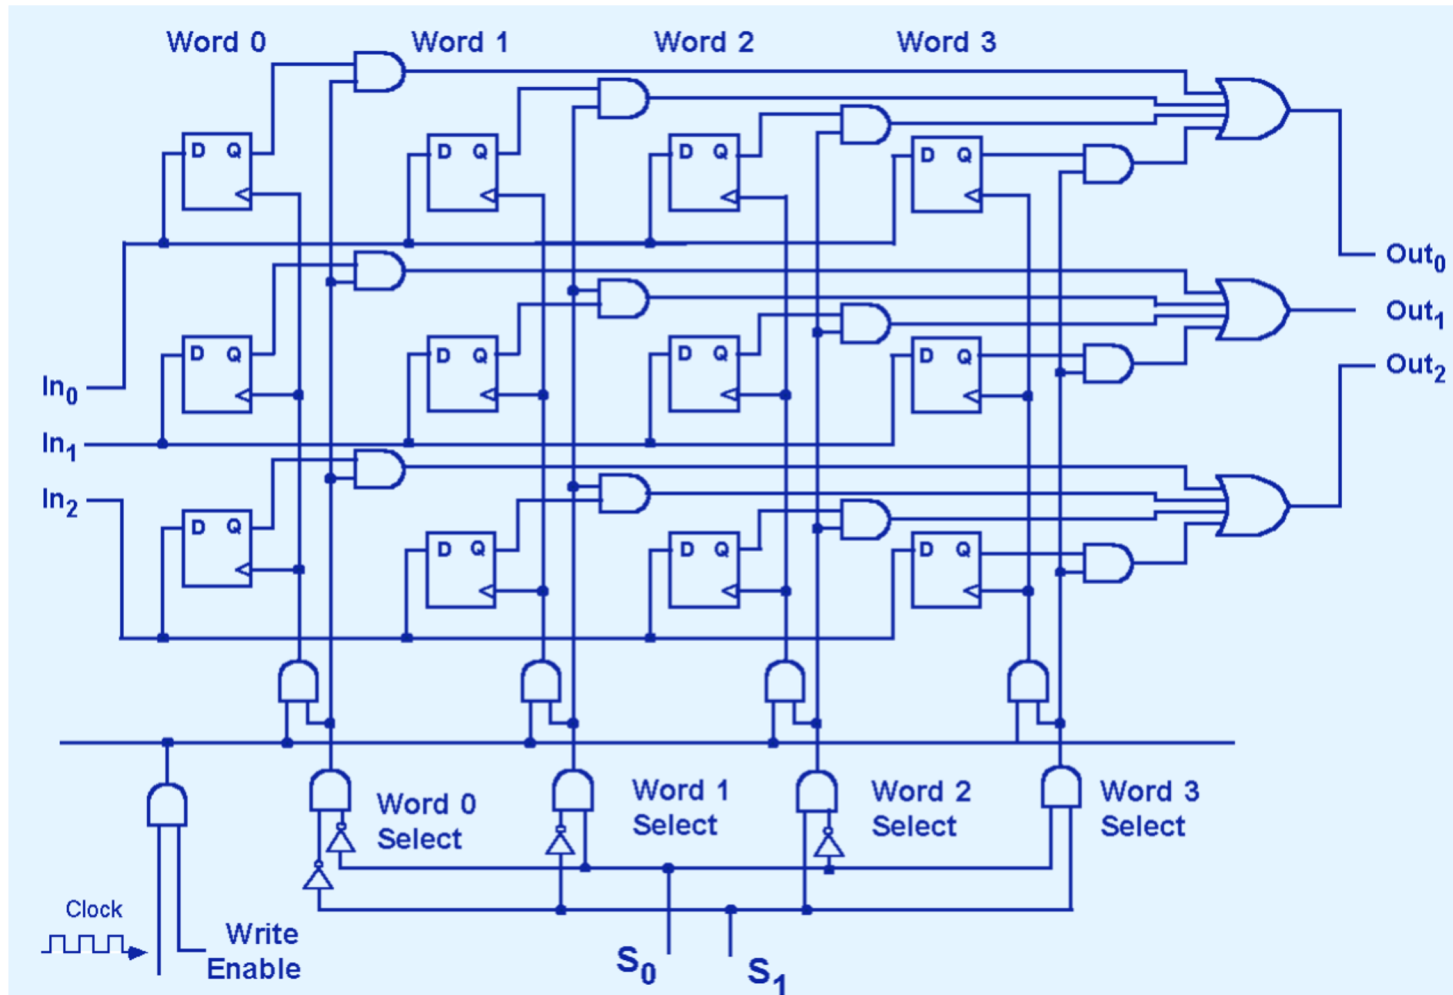 Word 0 Word 1 Word 2 Word 3
D Q D Q D Q D Q
Out₀
D Q D Q D Q D Q
Out₁
Out₂
In₀
In₁
In₂
D Q D Q D Q D Q
Word 0 Select
Word 1 Select
Word 2 Select
Word 3 Select
Clock
Write Enable
S₀
S₁